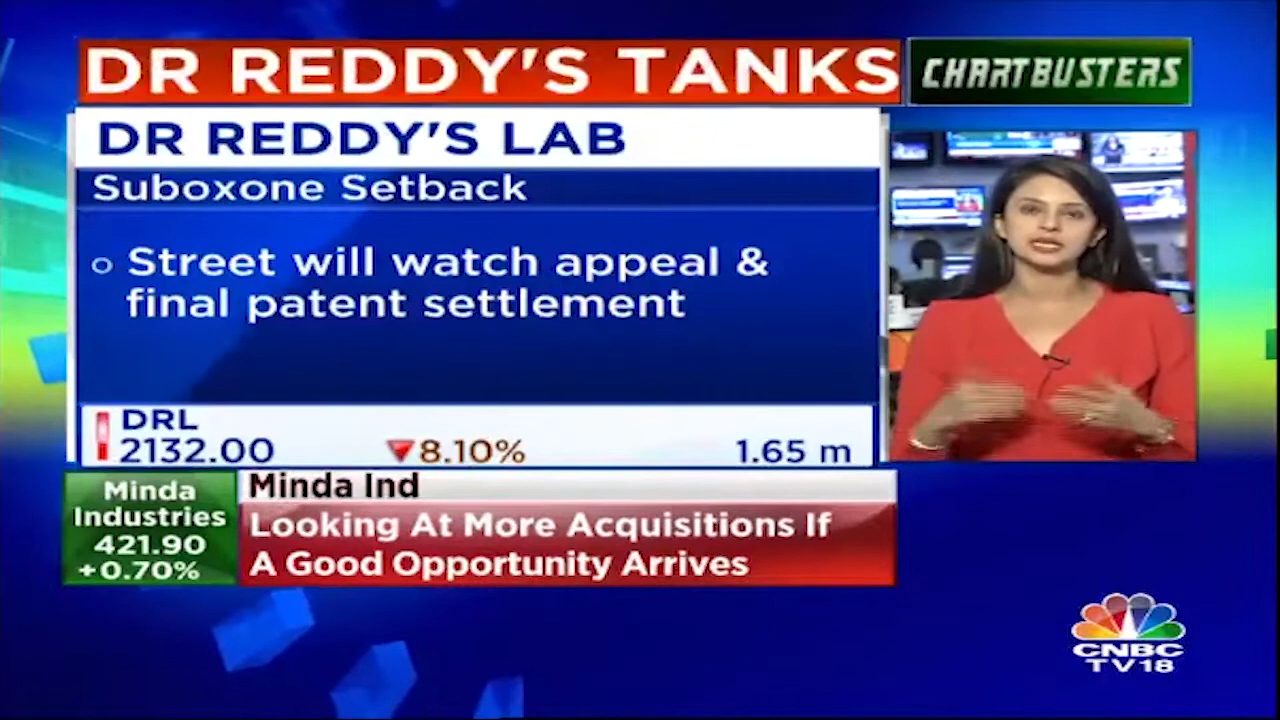 DR REDDY'S TANKS
CHARTBUSTERS
DR REDDY'S LAB
Suboxone Setback
Street will watch appeal &
final patent settlement
DRL
2132.00 8.10% 1.65 m
Minda
Industries
421.90
+0.70%
Minda Ind
Looking At More Acquisitions If
A Good Opportunity Arrives
CNBC
TV18